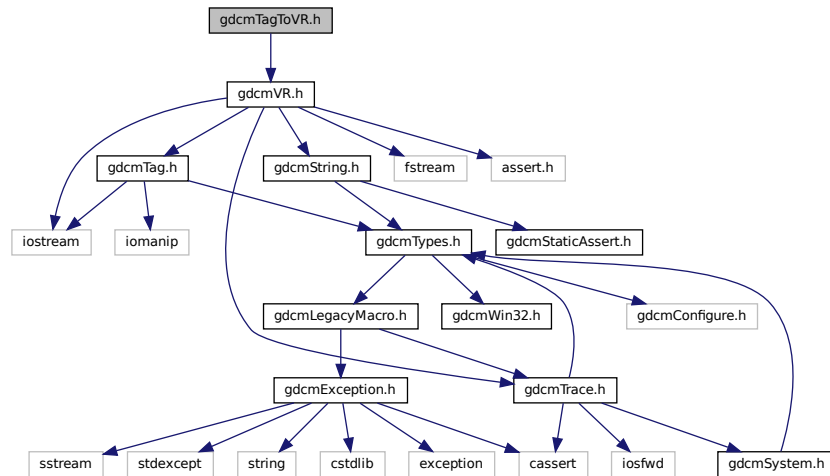 gdcmTagToVR.h
gdcmVR.h
gdcmTag.h
gdcmString.h
fstream
assert.h
iostream
iomanip
gdcmTypes.h
gdcmStaticAssert.h
gdcmLegacyMacro.h
gdcmWin32.h
gdcmConfigure.h
gdcmException.h
gdcmTrace.h
sstream
stdexcept
string
cstdlib
exception
cassert
iosfwd
gdcmSystem.h